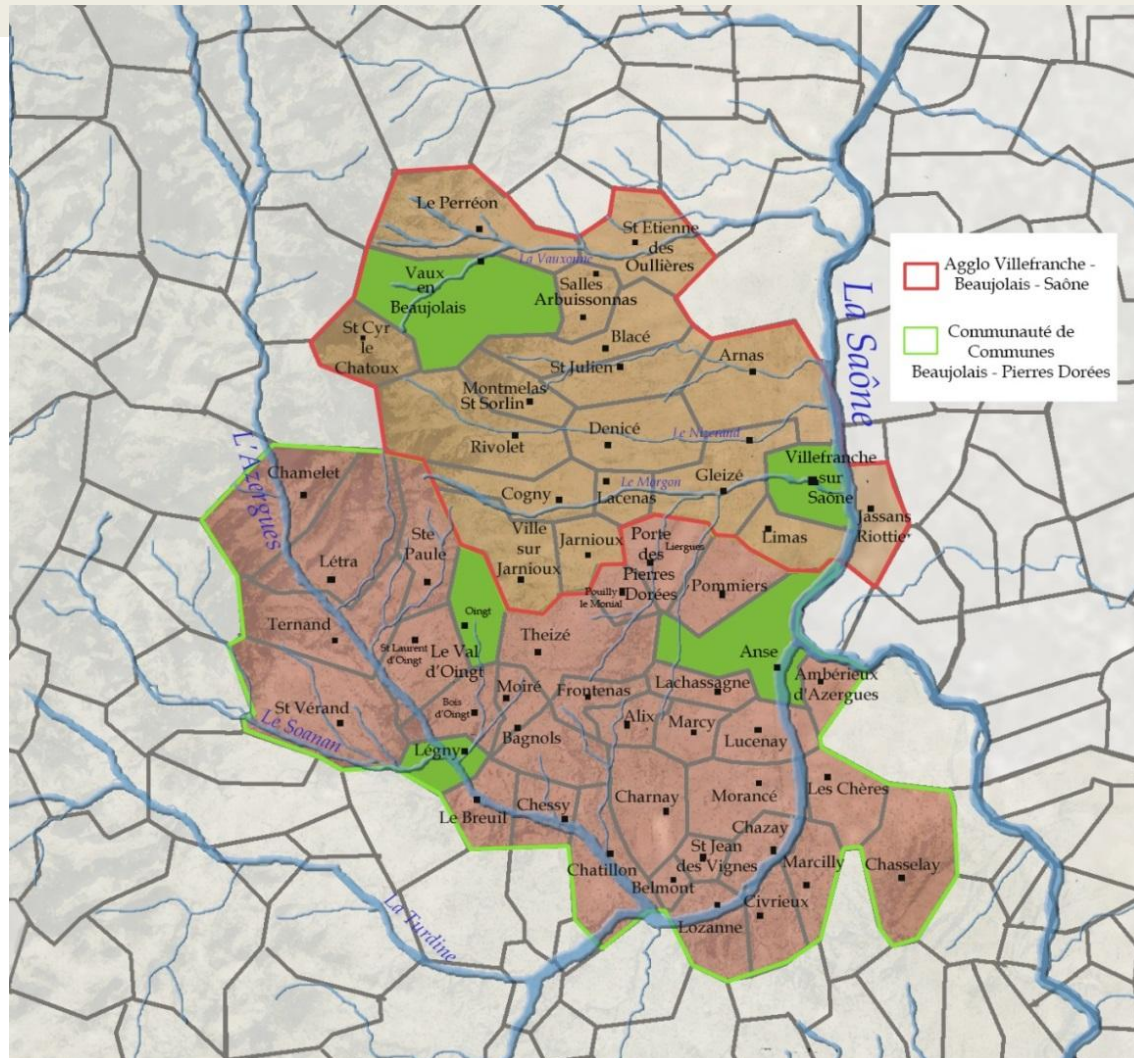 Le Perréon
St Etienne
des
Oullières
La Vauxonne
Vaux
en
Beaujolais
Salles
Arbuissonnas
St Cyr
le
Chatoux
Blacé
St Julien
Arnas
Montmelas
St Sorlin
Rivolet
Denicé
Le Nizerand
La Saône
Agglo Villefranche -
Beaujolais - Saône
Communauté de
Communes
Beaujolais - Pierres Dorées
L'Azergues
Chamelet
Cogny
Lacenas
Le Morgon
Gleizé
Villefranche
sur
Saône
Jassans
Riottier
Limas
Ville
sur
Jarnioux
Jarnioux
Porte
des
Pierres
Dorées
Liergues
Pouilly
le Monial
Pommiers
Ste
Paule
Létra
Ternand
Oingt
St Laurent
d'Oingt
Le Val
d'Oingt
Theizé
Anse
Ambérieux
d'Azergues
Lachassagne
Frontenas
Moiré
Bois
d'Oingt
Bagnols
Alix
Marcy
Lucenay
St Vérand
Le Soanan
Légny
Le Breuil
Chessy
Charnay
Morancé
Les Chères
Chazay
St Jean
des Vignes
Marcilly
Chasselay
Chatillon
Belmont
Civrieux
Lozanne
La Turdine